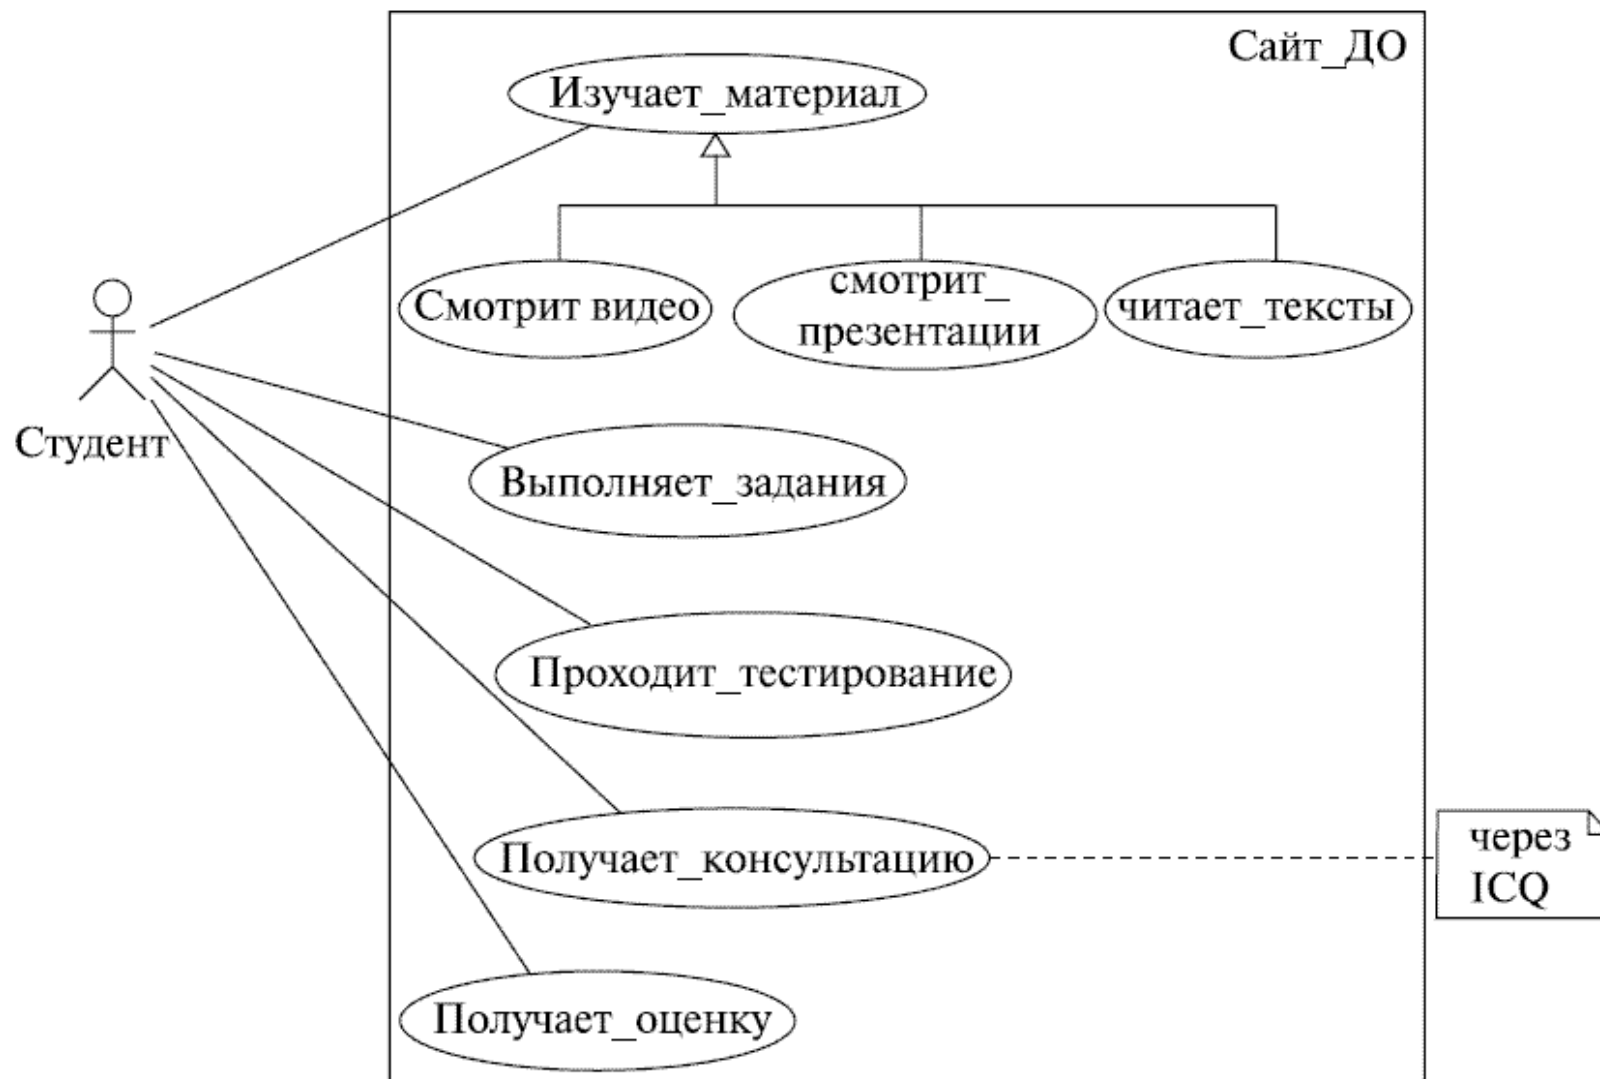 Сайт_ДО
Изучает_материал
Смотрит видео
смотрит_
презентации
читает_тексты
Студент
Выполняет_задания
Проходит_тестирование
Получает_консультацию
через
ICQ
Получает_оценку